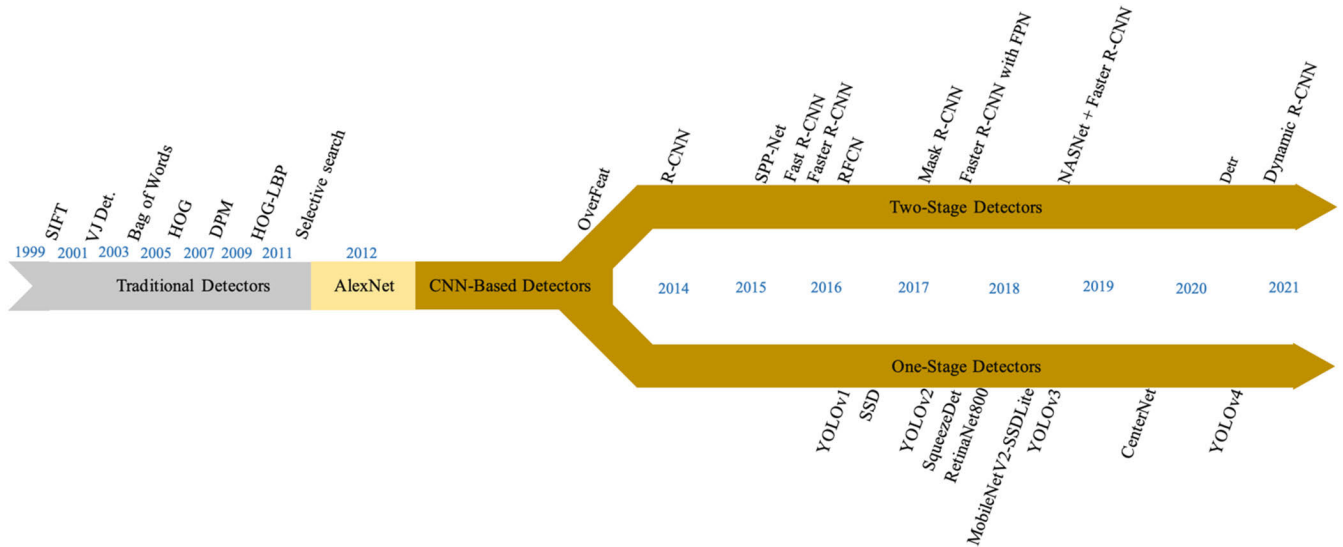 SIFT
VJ Det.
Bag of Words
HOG
DPM
HOG-LBP
Selective search
1999
2001
2003
2005
2007
2009
2011
2012
Traditional Detectors
AlexNet
CNN-Based Detectors
OverFeat
R-CNN
SPP-Net
Fast R-CNN
Faster R-CNN
RFCN
Mask R-CNN
Faster R-CNN with FPN
NASNet + Faster R-CNN
Detr
Dynamic R-CNN
Two-Stage Detectors
2014
2015
2016
2017
2018
2019
2020
2021
One-Stage Detectors
YOLOv1
SSD
YOLOv2
SqueezeDet
RetinaNet800
MobileNetV2-SSDLite
YOLOv3
CenterNet
YOLOv4